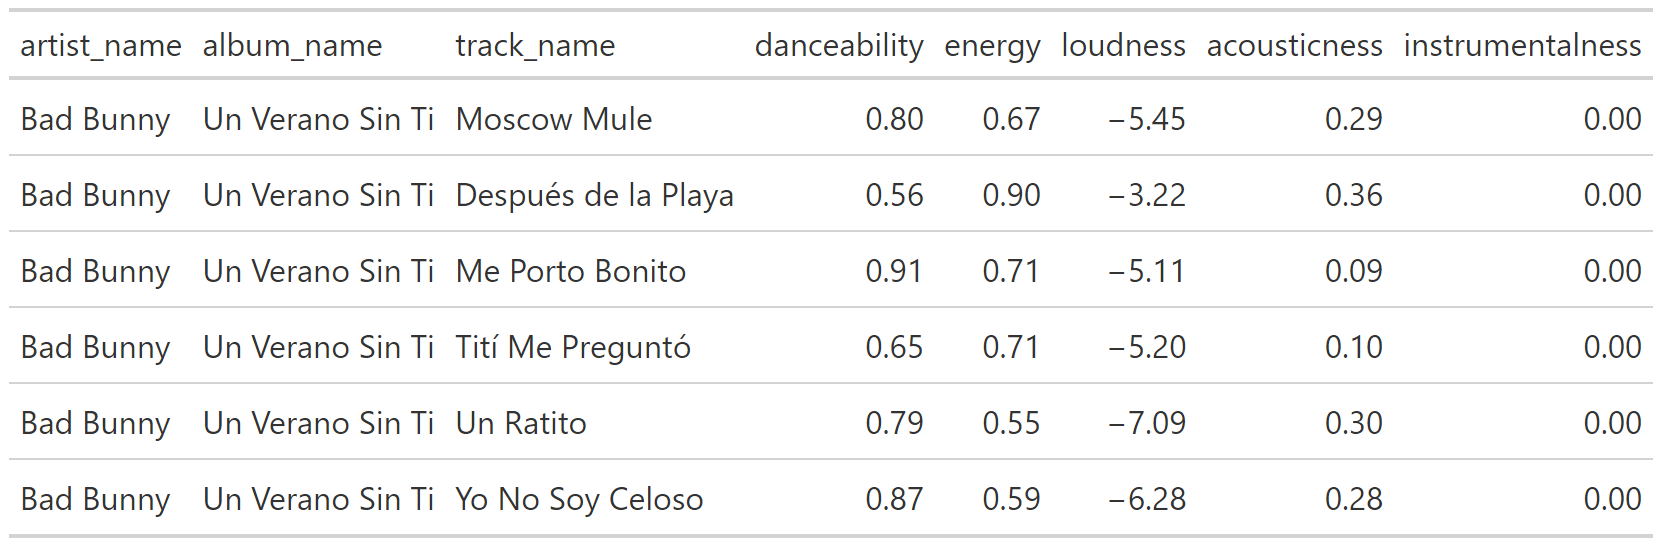 artist_name album_name track_name danceability energy loudness acousticness instrumentalness
Bad Bunny Un Verano Sin Ti Moscow Mule 0.80 0.67 −5.45 0.29 0.00
Bad Bunny Un Verano Sin Ti Después de la Playa 0.56 0.90 −3.22 0.36 0.00
Bad Bunny Un Verano Sin Ti Me Porto Bonito 0.91 0.71 −5.11 0.09 0.00
Bad Bunny Un Verano Sin Ti Tití Me Preguntó 0.65 0.71 −5.20 0.10 0.00
Bad Bunny Un Verano Sin Ti Un Ratito 0.79 0.55 −7.09 0.30 0.00
Bad Bunny Un Verano Sin Ti Yo No Soy Celoso 0.87 0.59 −6.28 0.28 0.00